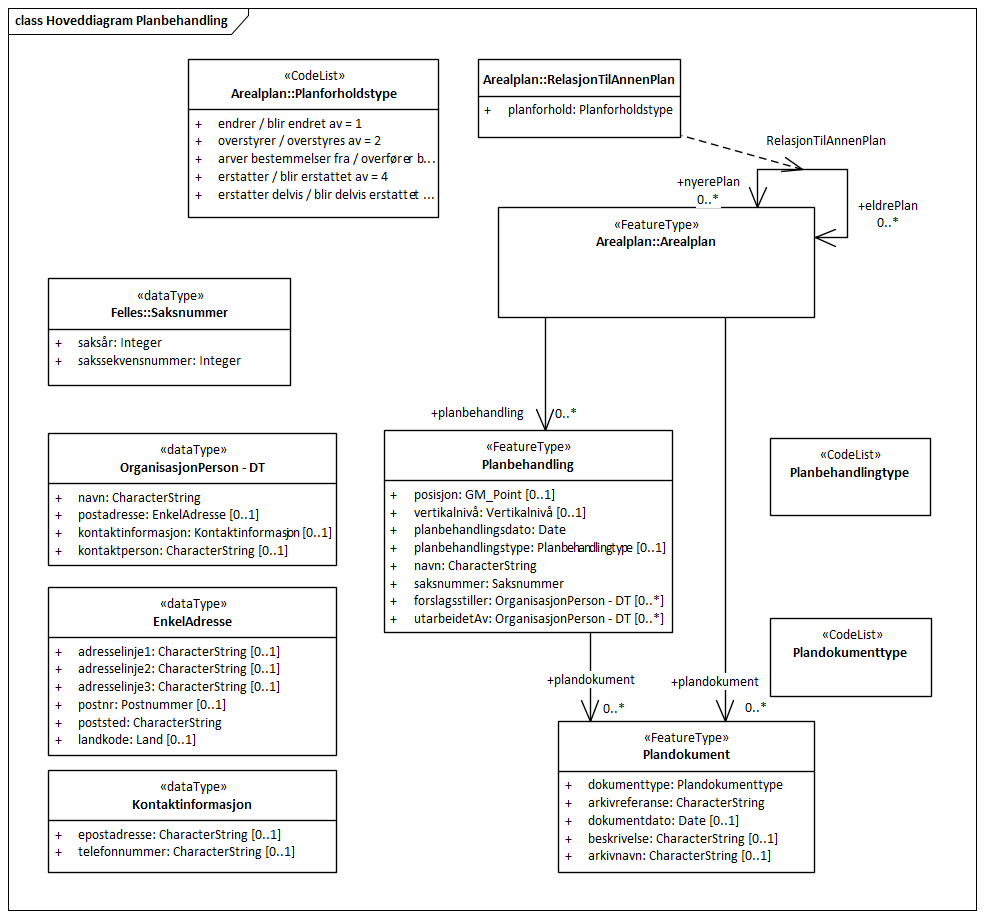 class Hoveddiagram Planbehandling
«CodeList»
Arealplan::Planforholdstype
+ endrer / blir endret av = 1
+ overstyrer / overstyres av = 2
+ arver bestemmelser fra / overfører b...
+ erstatter / blir erstattet av = 4
+ erstatter delvis / blir delvis erstattet ...
Arealplan::RelasjonTilAnnenPlan
+ planforhold: Planforholdstype
RelasjonTilAnnenPlan
+nyerePlan
0..*
+eldrePlan
0..*
«FeatureType»
Arealplan::Arealplan
«dataType»
Felles::Saksnummer
+ saksår: Integer
+ sakssekvensnummer: Integer
+planbehandling
0..*
«dataType»
OrganisasjonPerson - DT
+ navn: CharacterString
+ postadresse: EnkelAdresse [0..1]
+ kontaktinformasjon: Kontaktinformasjon [0..1]
+ kontaktperson: CharacterString [0..1]
«FeatureType»
Planbehandling
+ posisjon: GM_Point [0..1]
+ vertikalnivå: Vertikalnivå [0..1]
+ planbehandlingsdato: Date
+ planbehandlingstype: Planbehandlingtype [0..1]
+ navn: CharacterString
+ saksnummer: Saksnummer
+ forslagsstiller: OrganisasjonPerson - DT [0..*]
+ utarbeidetAv: OrganisasjonPerson - DT [0..*]
«CodeList»
Planbehandlingtype
«dataType»
EnkelAdresse
+ adresselinje1: CharacterString [0..1]
+ adresselinje2: CharacterString [0..1]
+ adresselinje3: CharacterString [0..1]
+ postnr: Postnummer [0..1]
+ poststed: CharacterString
+ landkode: Land [0..1]
«CodeList»
Plandokumenttype
+plandokument
0..*
+plandokument
0..*
«FeatureType»
Plandokument
+ dokumenttype: Plandokumenttype
+ arkivreferanse: CharacterString
+ dokumentdato: Date [0..1]
+ beskrivelse: CharacterString [0..1]
+ arkivnavn: CharacterString [0..1]
«dataType»
Kontaktinformasjon
+ epostadresse: CharacterString [0..1]
+ telefonnummer: CharacterString [0..1]